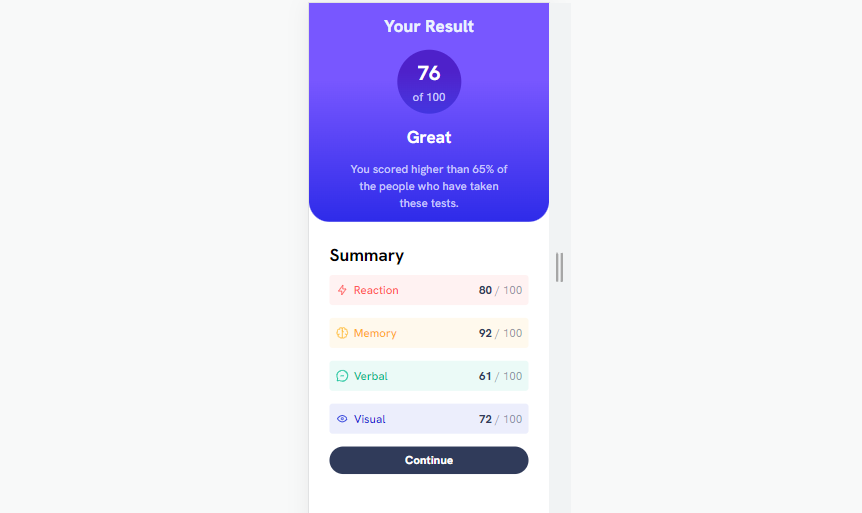 Your Result
76
of 100
Great
You scored higher than 65% of
the people who have taken
these tests.
Summary
Reaction 80 / 100
Memory 92 / 100
Verbal 61 / 100
Visual 72 / 100
Continue